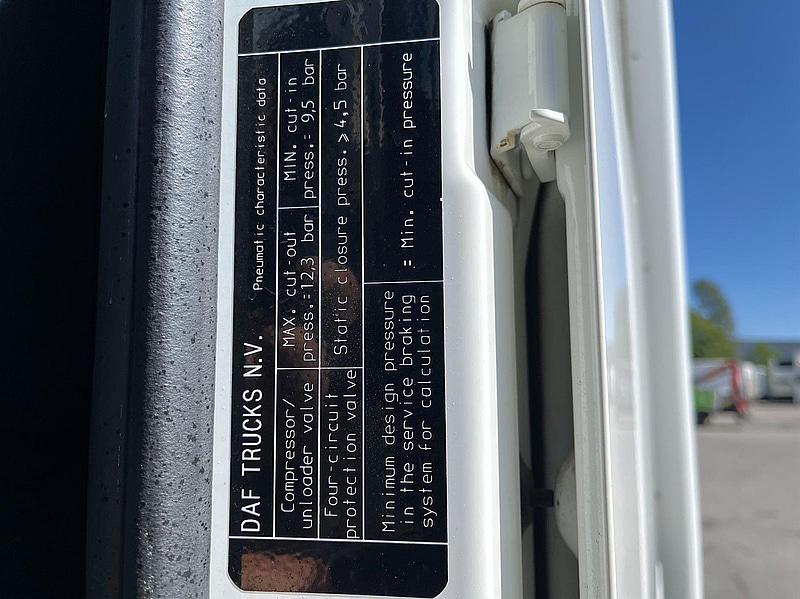 DAF TRUCKS N.V. Pneumatic characteristic data
Compressor/
unloader valve
MAX. cut-out
press.=12,3 bar
MIN. cut-in
press.= 9,5 bar
Four-circuit
protection valve
Static closure press. ≥ 4,5 bar
Minimum design pressure
in the service braking
system for calculation
= Min. cut-in pressure